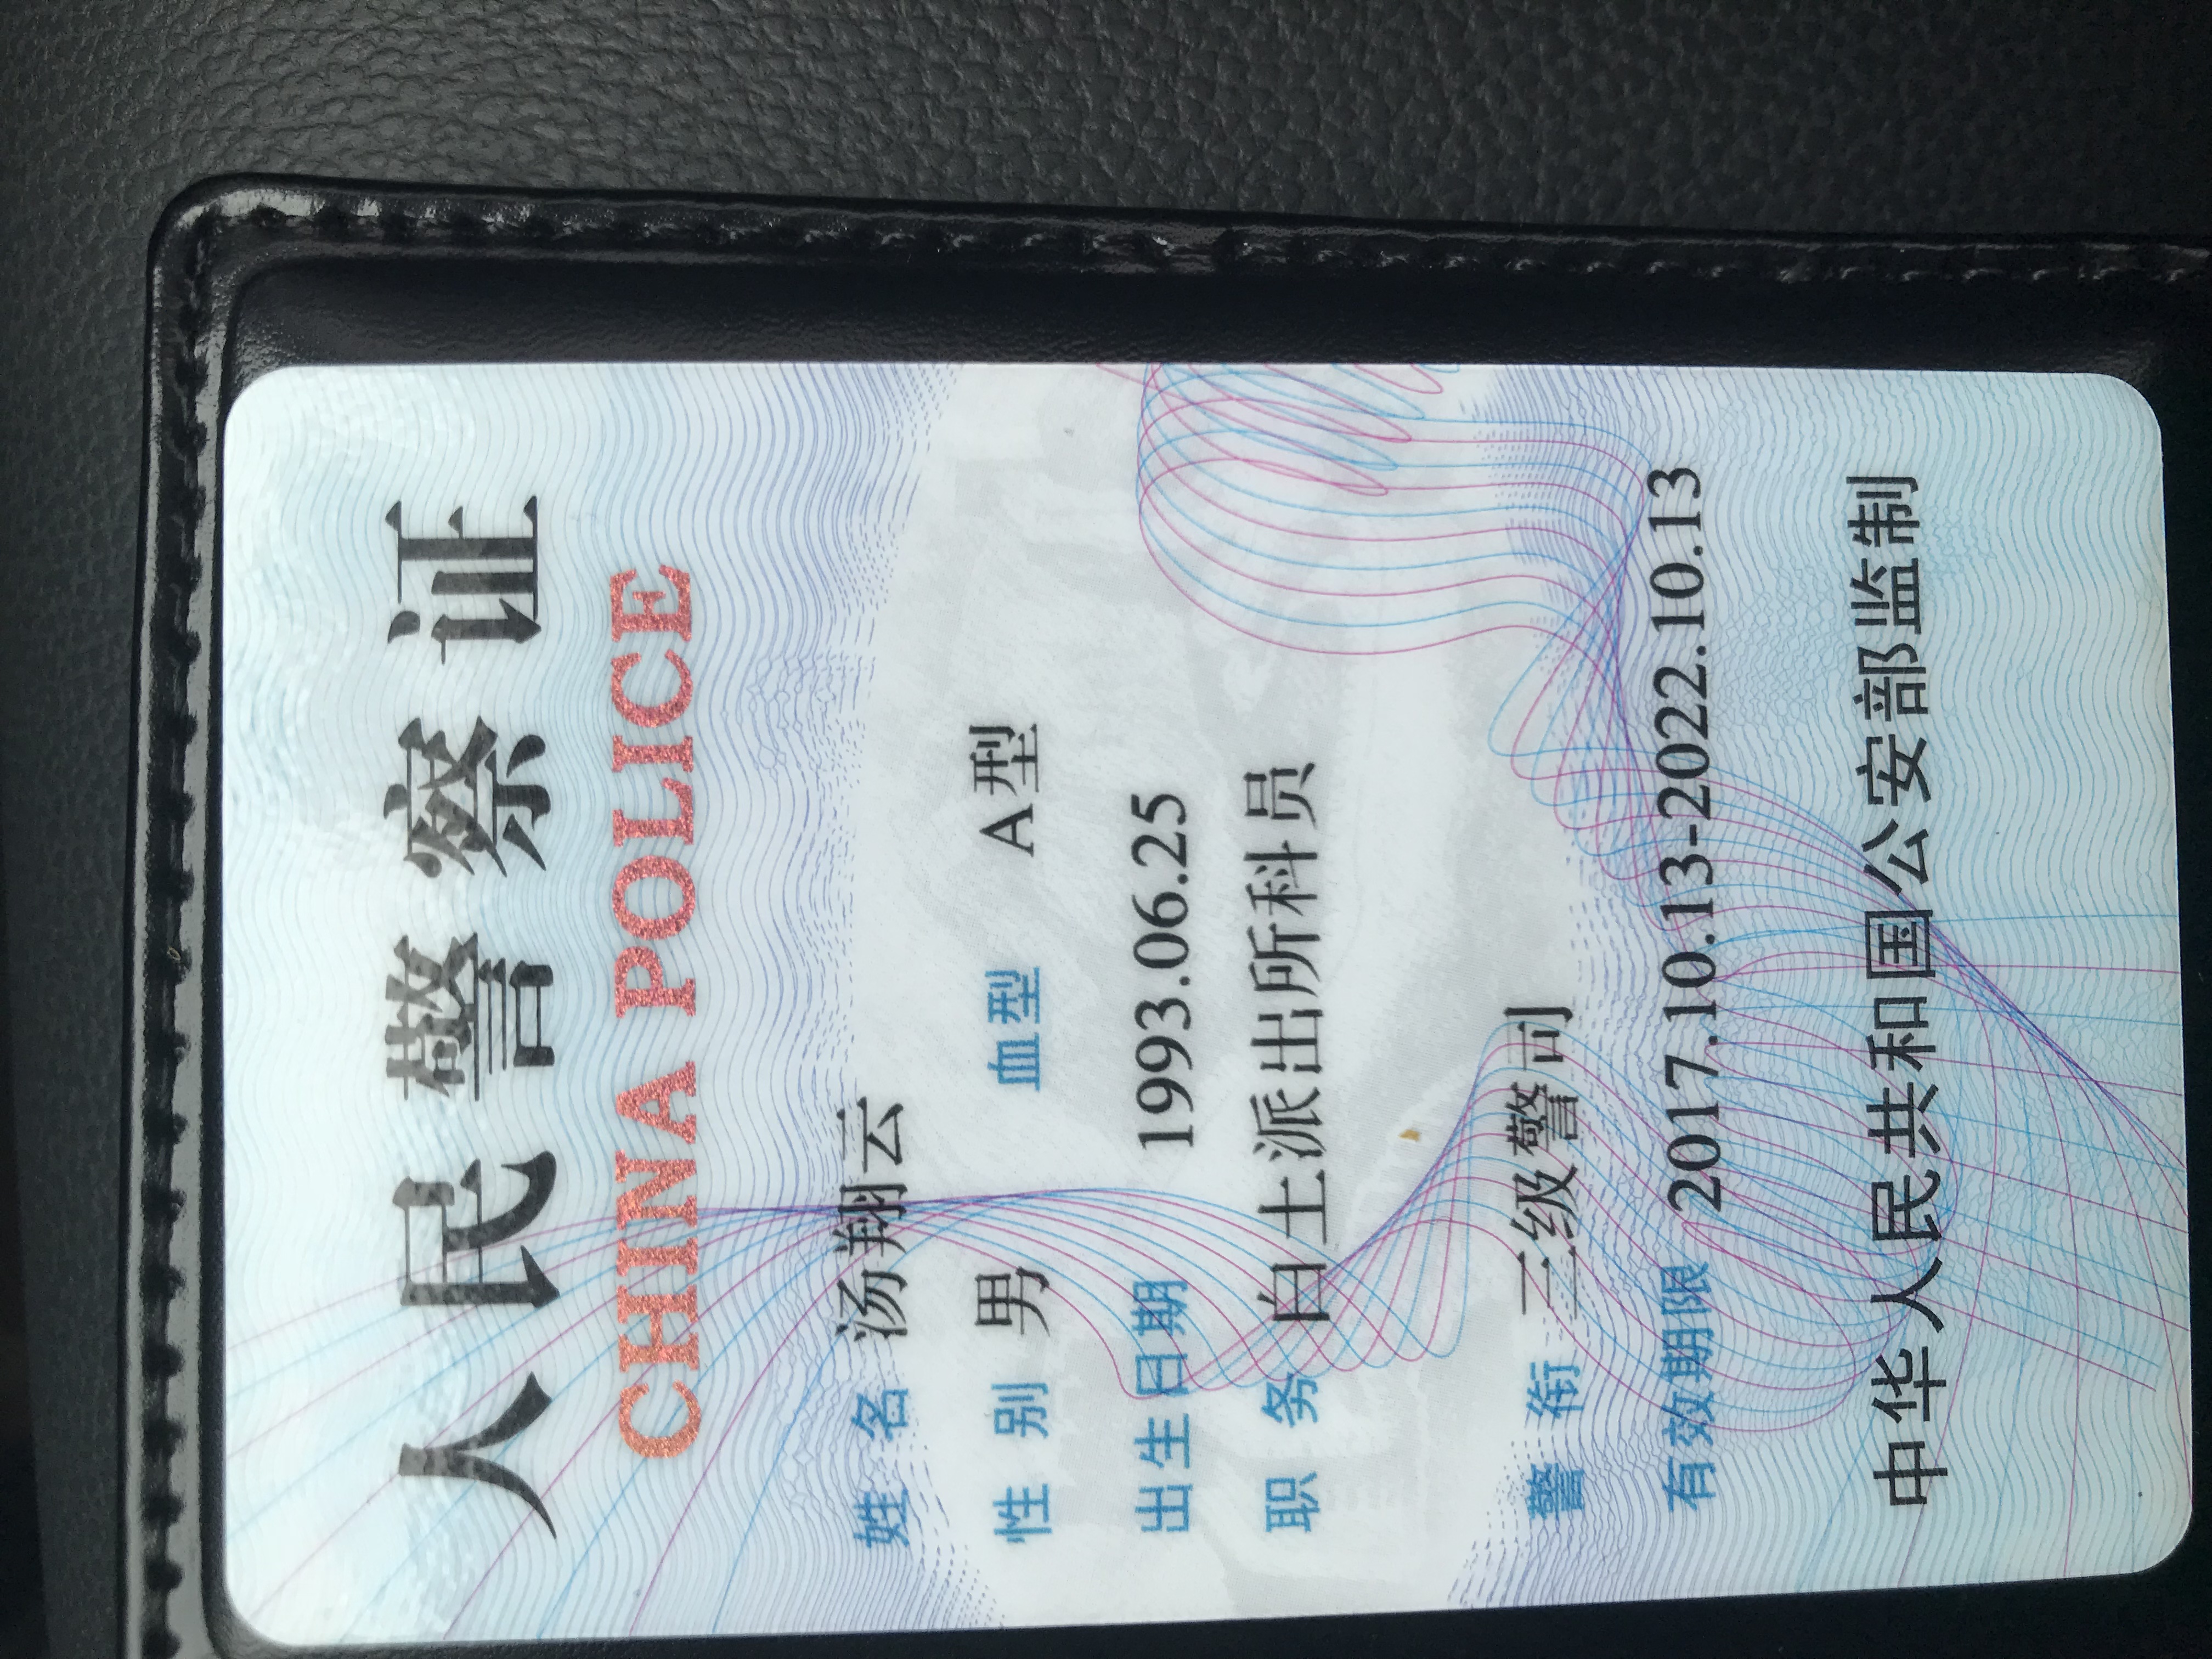 人民警察证
CHINA POLICE
姓名 汤翔云
性别 男 血型 A型
出生日期 1993.06.25
职务 白土派出所科员
警衔 三级警司
有效期限 2017.10.13-2022.10.13
中华人民共和国公安部监制